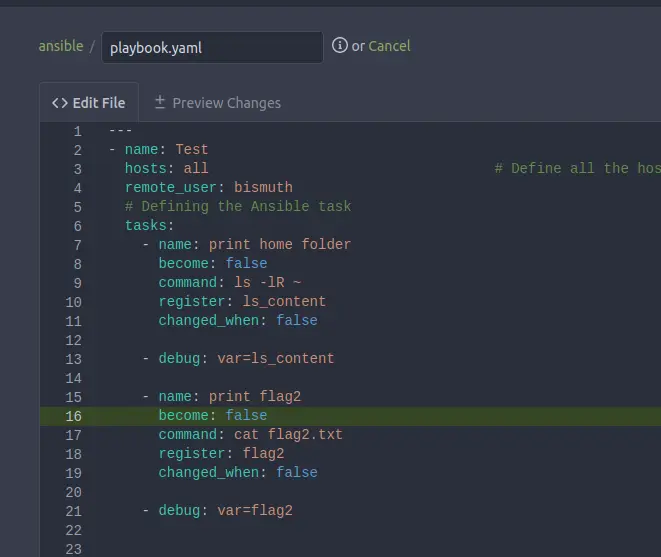 ansible / playbook.yaml or Cancel
<> Edit File ± Preview Changes
1 ---
2 - name: Test
3 hosts: all # Define all the hos
4 remote_user: bismuth
5 # Defining the Ansible task
6 tasks:
7 - name: print home folder
8 become: false
9 command: ls -lR ~
10 register: ls_content
11 changed_when: false
12
13 - debug: var=ls_content
14
15 - name: print flag2
16 become: false
17 command: cat flag2.txt
18 register: flag2
19 changed_when: false
20
21 - debug: var=flag2
22
23